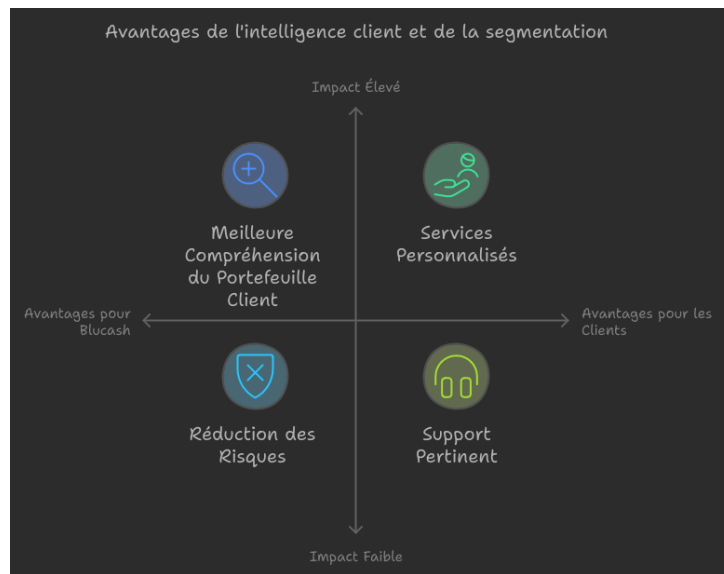 Avantages de l'intelligence client et de la segmentation
Impact Élevé
Meilleure
Compréhension
du Portefeuille
Client
Services
Personnalisés
Avantages pour
Blucash
Avantages pour les
Clients
Réduction des
Risques
Support
Pertinent
Impact Faible